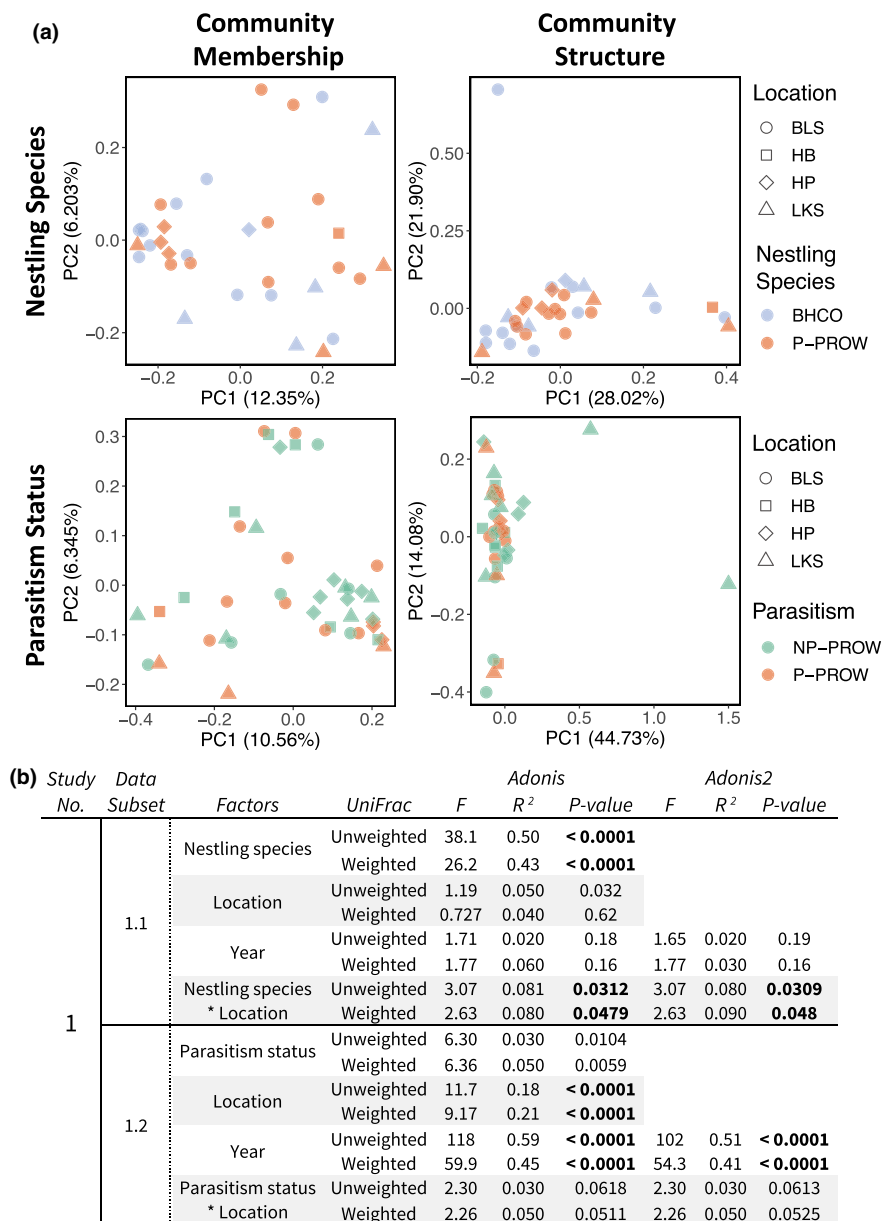 (a)
Community
Membership
Community
Structure
Nestling Species
PC2 (6.203%)
0.2
0.0
−0.2
−0.2
0.0
0.2
PC1 (12.35%)
PC2 (21.90%)
0.50
0.25
0.00
−0.2
0.0
0.2
0.4
PC1 (28.02%)
Location
BLS
HB
HP
LKS
Nestling
Species
BHCO
P−PROW
Parasitism Status
PC2 (6.345%)
0.3
0.2
0.1
0.0
−0.1
−0.2
−0.4
−0.2
0.0
0.2
PC1 (10.56%)
PC2 (14.08%)
0.2
0.0
−0.2
−0.4
0.0
0.5
1.0
1.5
PC1 (44.73%)
Location
BLS
HB
HP
LKS
Parasitism
NP−PROW
P−PROW
(b) Study Data Adonis Adonis2
No. Subset Factors UniFrac F R² P-value F R² P-value
1
1.1
Nestling species
Unweighted 38.1 0.50 < 0.0001
Weighted 26.2 0.43 < 0.0001
Location
Unweighted 1.19 0.050 0.032
Weighted 0.727 0.040 0.62
Year
Unweighted 1.71 0.020 0.18 1.65 0.020 0.19
Weighted 1.77 0.060 0.16 1.77 0.030 0.16
Nestling species Unweighted 3.07 0.081 0.0312 3.07 0.080 0.0309
* Location Weighted 2.63 0.080 0.0479 2.63 0.090 0.048
1.2
Parasitism status
Unweighted 6.30 0.030 0.0104
Weighted 6.36 0.050 0.0059
Location
Unweighted 11.7 0.18 < 0.0001
Weighted 9.17 0.21 < 0.0001
Year
Unweighted 118 0.59 < 0.0001 102 0.51 < 0.0001
Weighted 59.9 0.45 < 0.0001 54.3 0.41 < 0.0001
Parasitism status Unweighted 2.30 0.030 0.0618 2.30 0.030 0.0613
* Location Weighted 2.26 0.050 0.0511 2.26 0.050 0.0525